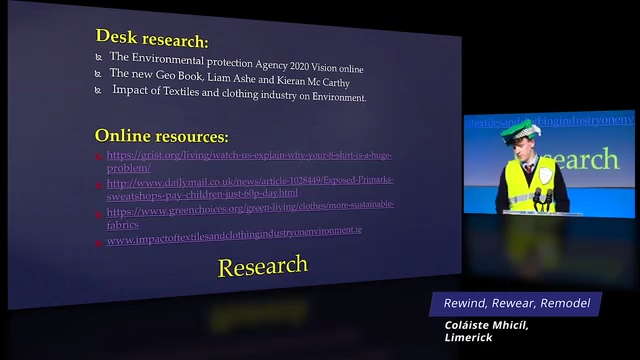 Desk research:
The Environmental protection Agency 2020 Vision online
The new Geo Book, Liam Ashe and Kieran Mc Carthy
Impact of Textiles and clothing industry on Environment.
Online resources:
https://grist.org/living/watch-us-explain-why-your-8-shirt-is-a-huge-
problem/
http://www.dailymail.co.uk/news/article-1028449/Exposed-Primarks-
sweatshops-pay-children-just-60p-day.html
https://www.greenchoices.org/green-living/clothes/more-sustainable-
fabrics
www.impactoftextilesandclothingindustryonenvironment.ie
Research
ftextilesandclothingindustryonenv
search
Rewind, Rewear, Remodel
Coláiste Mhicíl,
Limerick